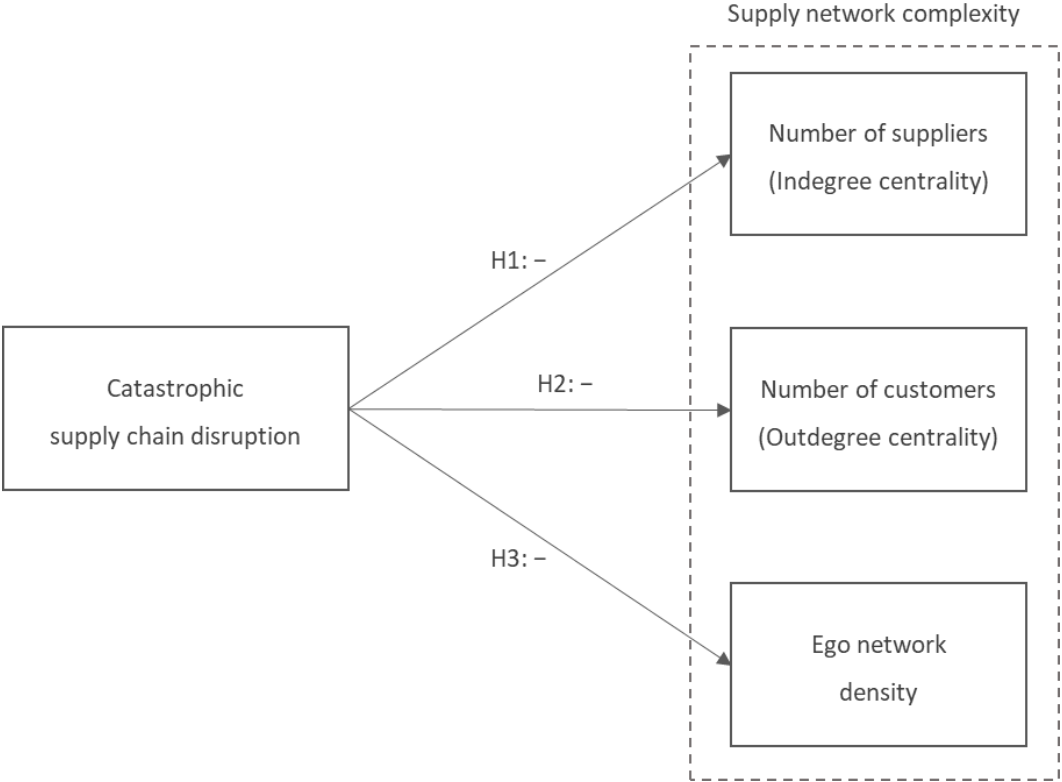 Supply network complexity
Number of suppliers
(Indegree centrality)
H1: –
Catastrophic
supply chain disruption
H2: –
Number of customers
(Outdegree centrality)
H3: –
Ego network
density